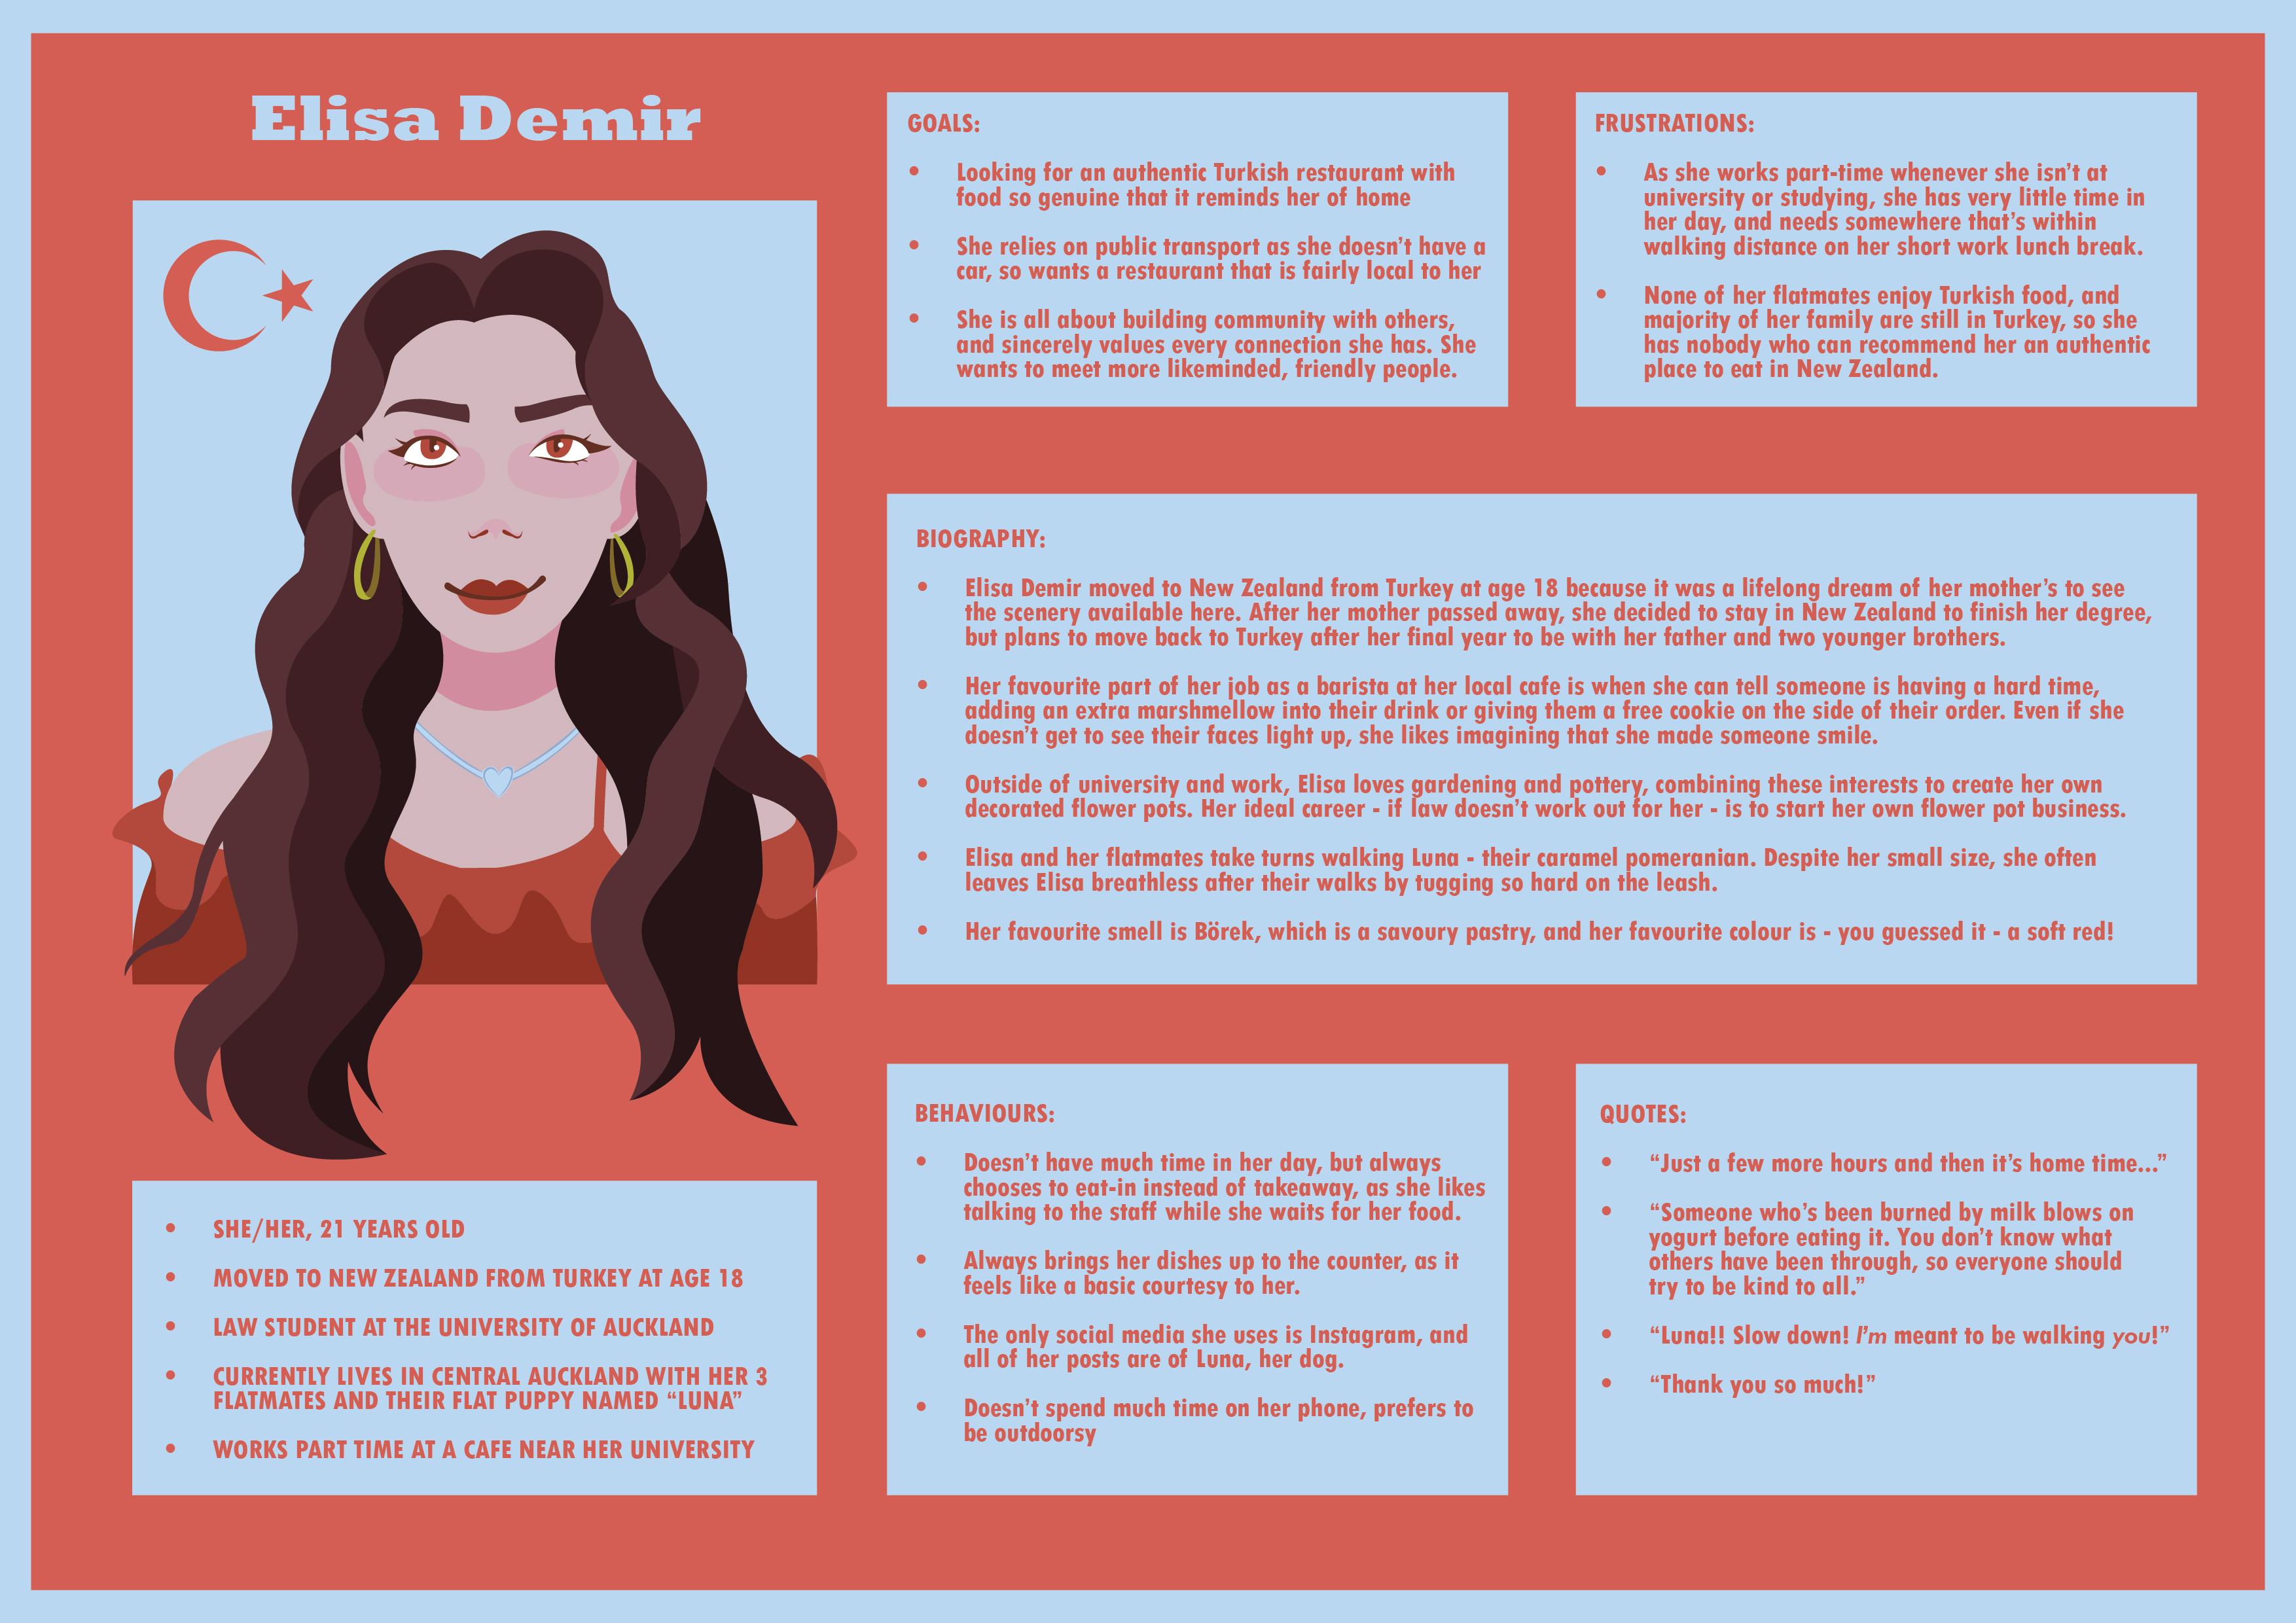 Elisa Demir
• SHE/HER, 21 YEARS OLD
• MOVED TO NEW ZEALAND FROM TURKEY AT AGE 18
• LAW STUDENT AT THE UNIVERSITY OF AUCKLAND
• CURRENTLY LIVES IN CENTRAL AUCKLAND WITH HER 3
FLATMATES AND THEIR FLAT PUPPY NAMED “LUNA”
• WORKS PART TIME AT A CAFE NEAR HER UNIVERSITY
GOALS:
• Looking for an authentic Turkish restaurant with
food so genuine that it reminds her of home
• She relies on public transport as she doesn’t have a
car, so wants a restaurant that is fairly local to her
• She is all about building community with others,
and sincerely values every connection she has. She
wants to meet more likeminded, friendly people.
FRUSTRATIONS:
• As she works part-time whenever she isn’t at
university or studying, she has very little time in
her day, and needs somewhere that’s within
walking distance on her short work lunch break.
• None of her flatmates enjoy Turkish food, and
majority of her family are still in Turkey, so she
has nobody who can recommend her an authentic
place to eat in New Zealand.
BIOGRAPHY:
• Elisa Demir moved to New Zealand from Turkey at age 18 because it was a lifelong dream of her mother’s to see
the scenery available here. After her mother passed away, she decided to stay in New Zealand to finish her degree,
but plans to move back to Turkey after her final year to be with her father and two younger brothers.
• Her favourite part of her job as a barista at her local cafe is when she can tell someone is having a hard time,
adding an extra marshmellow into their drink or giving them a free cookie on the side of their order. Even if she
doesn’t get to see their faces light up, she likes imagining that she made someone smile.
• Outside of university and work, Elisa loves gardening and pottery, combining these interests to create her own
decorated flower pots. Her ideal career - if law doesn’t work out for her - is to start her own flower pot business.
• Elisa and her flatmates take turns walking Luna - their caramel pomeranian. Despite her small size, she often
leaves Elisa breathless after their walks by tugging so hard on the leash.
• Her favourite smell is Börek, which is a savoury pastry, and her favourite colour is - you guessed it - a soft red!
BEHAVIOURS:
• Doesn’t have much time in her day, but always
chooses to eat-in instead of takeaway, as she likes
talking to the staff while she waits for her food.
• Always brings her dishes up to the counter, as it
feels like a basic courtesy to her.
• The only social media she uses is Instagram, and
all of her posts are of Luna, her dog.
• Doesn’t spend much time on her phone, prefers to
be outdoorsy
QUOTES:
• “Just a few more hours and then it’s home time...”
• “Someone who’s been burned by milk blows on
yogurt before eating it. You don’t know what
others have been through, so everyone should
try to be kind to all.”
• “Luna!! Slow down! I’m meant to be walking you!”
• “Thank you so much!”